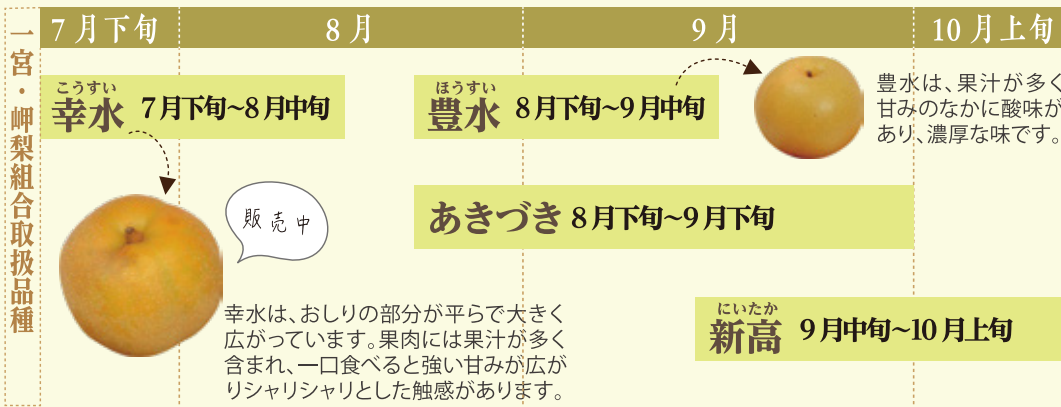 7月下旬
8月
9月
10月上旬
一宮・岬梨組合取扱品種
こうすい
幸水 7月下旬~8月中旬
ほうすい
豊水 8月下旬~9月中旬
豊水は、果汁が多く
甘みのなかに酸味が
あり、濃厚な味です。
あきづき 8月下旬~9月下旬
販売中
幸水は、おしりの部分が平らで大きく
広がっています。果肉には果汁が多く
含まれ、一口食べると強い甘みが広が
りシャリシャリとした触感があります。
にいたか
新高 9月中旬~10月上旬